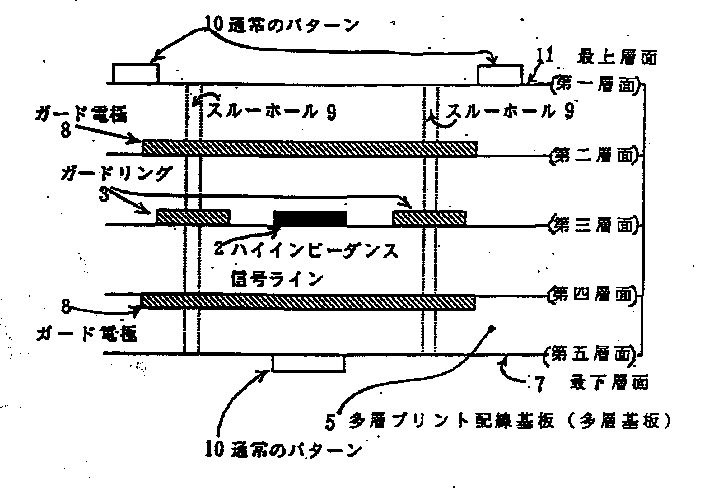 10通常のパターン
11 最上層面
(第一層面)
スルーホール9
スルーホール9
ガード電極
8
(第二層面)
ガードリング
3
(第三層面)
2ハイインピーダンス
信号ライン
(第四層面)
8
ガード電極
(第五層面)
7 最下層面
5 多層プリント配線基板(多層基板)
10通常のパターン